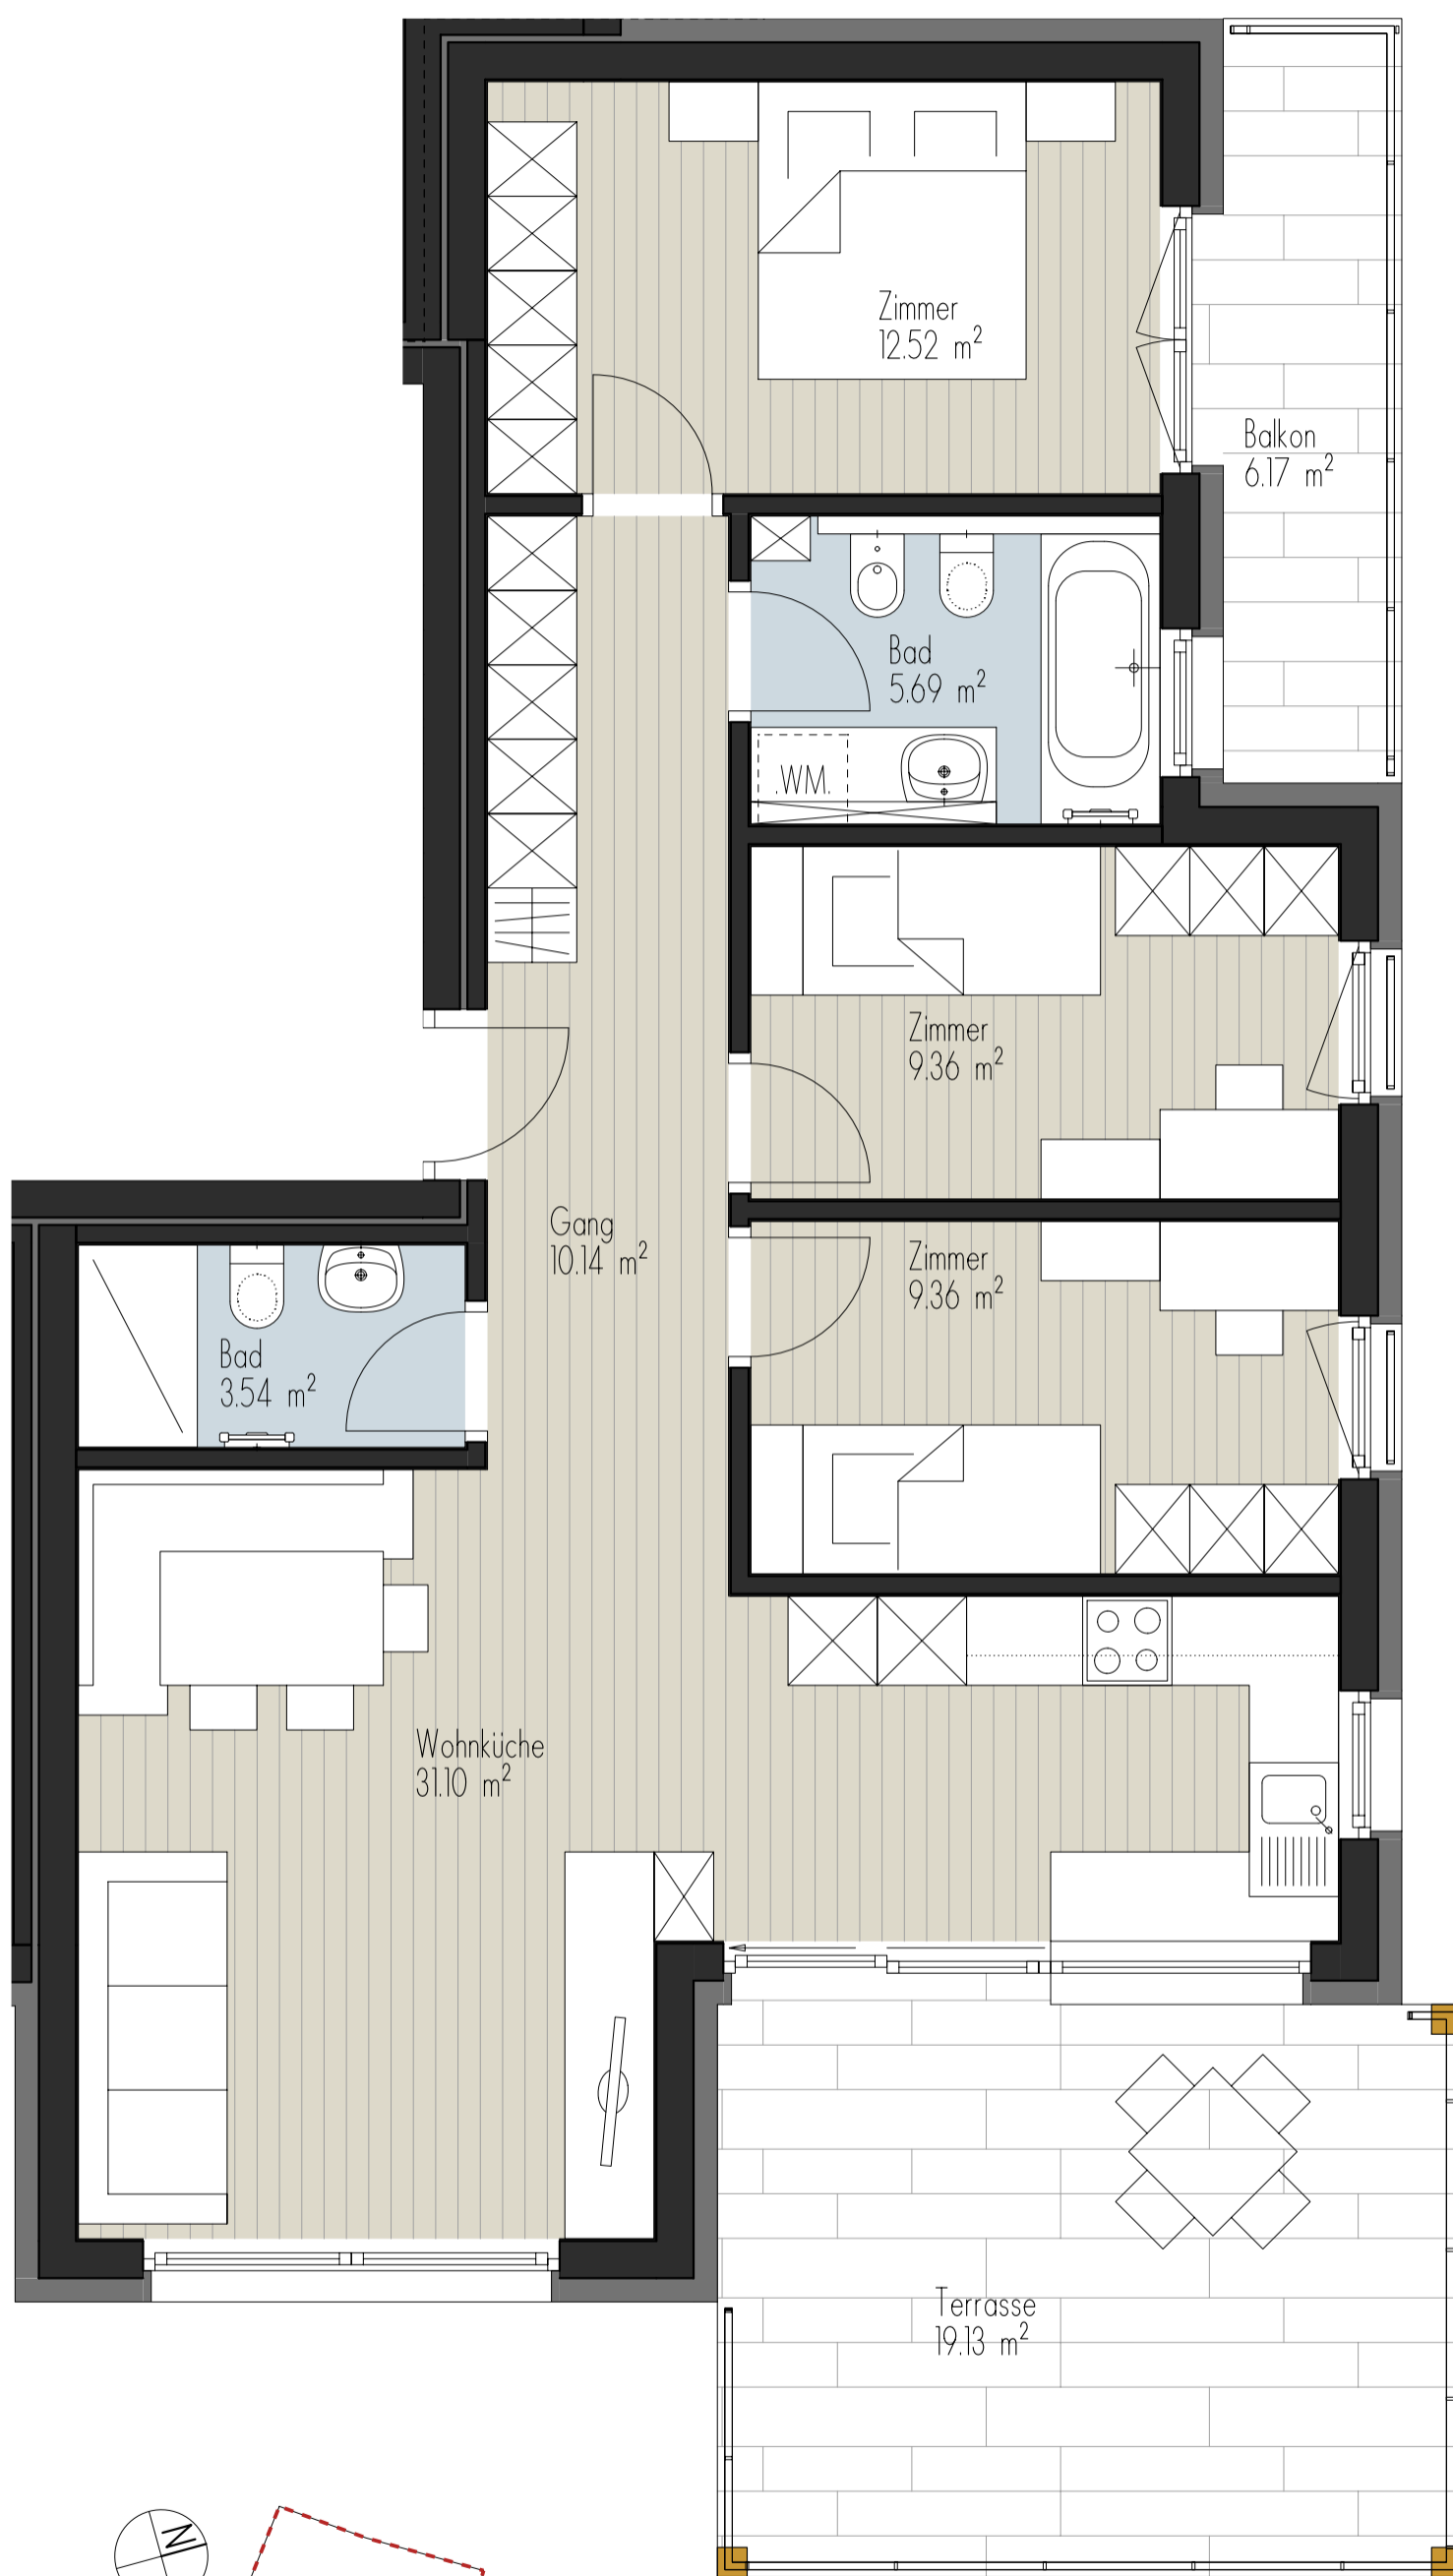 Zimmer
12.52 m²
Balkon
6.17 m²
Bad
5.69 m²
.WM.
Zimmer
9.36 m²
Gang
10.14 m²
Zimmer
9.36 m²
Bad
3.54 m²
Wohnküche
31.10 m²
Terrasse
19.13 m²
N